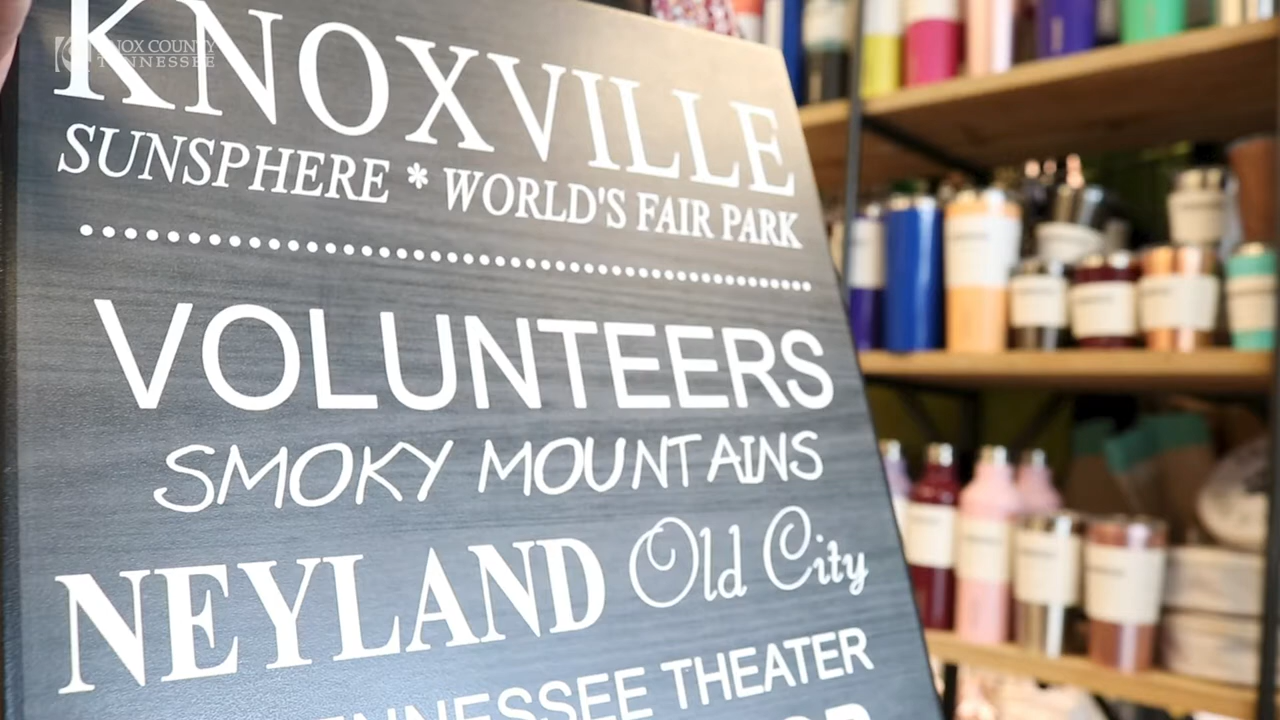 KNOX COUNTY
TENNESSEE
KNOXVILLE
SUNSPHERE * WORLD'S FAIR PARK
VOLUNTEERS
SMOKY MOUNTAINS
NEYLAND Old City
TENNESSEE THEATER